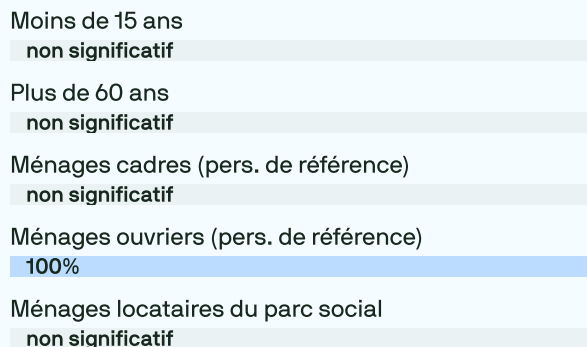 Moins de 15 ans
non significatif
Plus de 60 ans
non significatif
Ménages cadres (pers. de référence)
non significatif
Ménages ouvriers (pers. de référence)
100%
Ménages locataires du parc social
non significatif